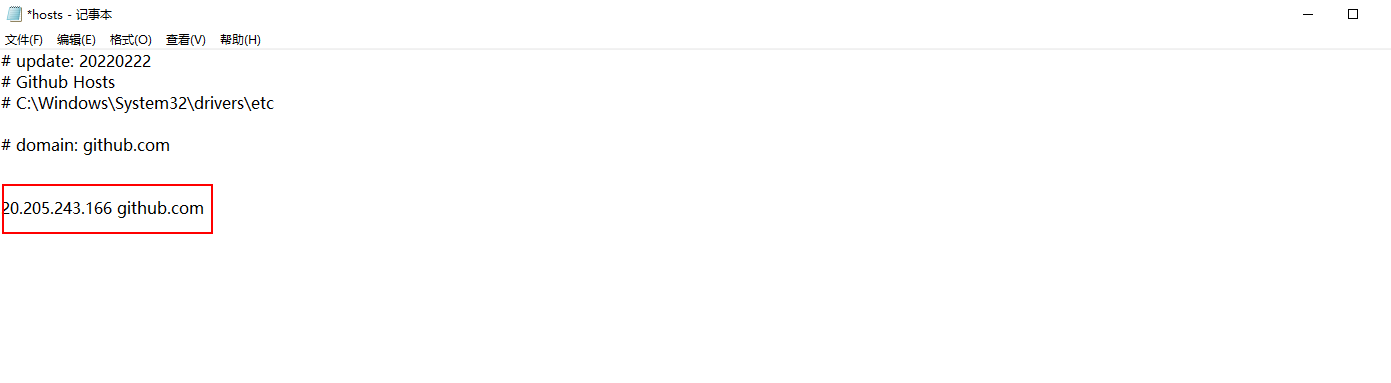 *hosts - 记事本
文件(F) 编辑(E) 格式(O) 查看(V) 帮助(H)
# update: 20220222
# Github Hosts
# C:\Windows\System32\drivers\etc
# domain: github.com
20.205.243.166 github.com